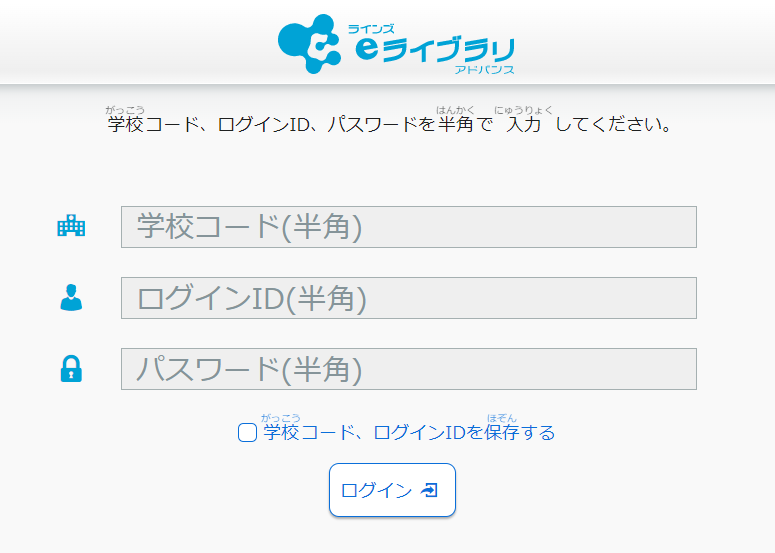 ラインズ
eライブラリ
アドバンス
がっこう はんかく にゅうりょく
学校コード、ログインID、パスワードを半角で 入力 してください。
学校コード(半角)
ログインID(半角)
パスワード(半角)
がっこう ほぞん
学校コード、ログインIDを保存する
ログイン